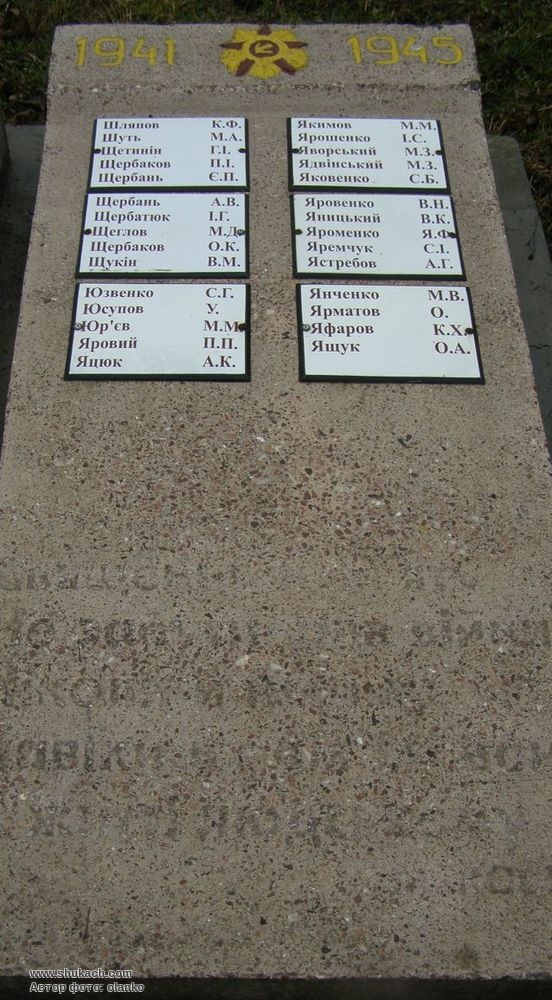 1941 1945
Шляпов К.Ф.
Шуть М.А.
Щетинін Г.І.
Щербаков П.І.
Щербань Є.П.
Щербань А.В.
Щербатюк І.Г.
Щеглов М.Д.
Щербаков О.К.
Щукін В.М.
Юзвенко С.Г.
Юсупов У.
Юр'єв М.М.
Яровий П.П.
Яцюк А.К.
Якимов М.М.
Ярошенко І.С.
Яворський М.З.
Ядвінський М.З.
Яковенко С.Б.
Яровенко В.Н.
Яницький В.К.
Яроменко Я.Ф.
Яремчук С.І.
Ястребов А.Г.
Янченко М.В.
Ярматов О.
Яфаров К.Х.
Ящук О.А.
www.shukach.com
Автор фото: olanko